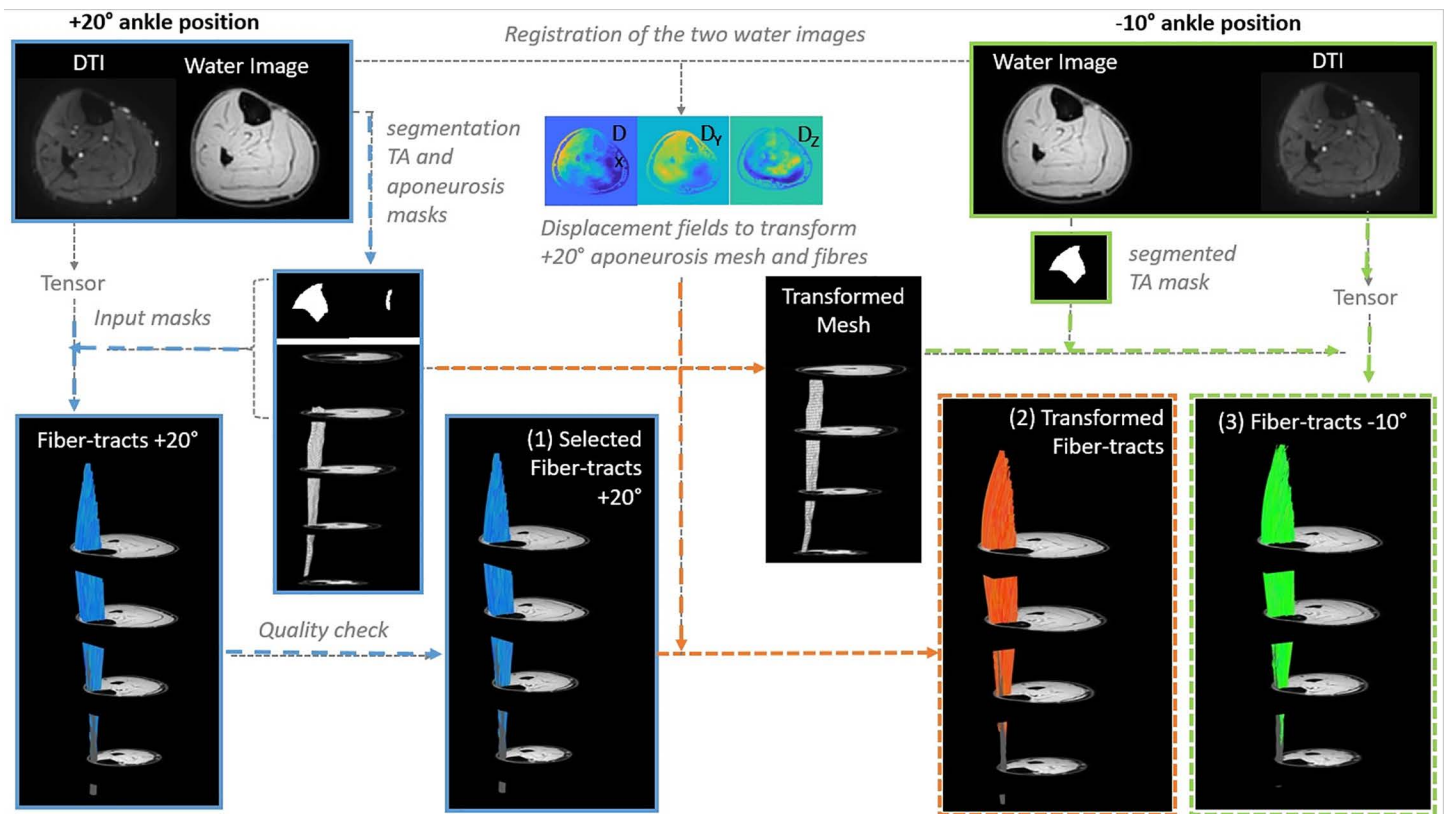 +20° ankle position
-10° ankle position
Registration of the two water images
DTI
Water Image
Water Image
DTI
segmentation
TA and
aponeurosis
masks
D
X
D_Y
D_Z
Displacement fields to transform
+20° aponeurosis mesh and fibres
segmented
TA mask
Tensor
Tensor
Input masks
Transformed
Mesh
Fiber-tracts +20°
(1) Selected
Fiber-tracts
+20°
(2) Transformed
Fiber-tracts
(3) Fiber-tracts -10°
Quality check